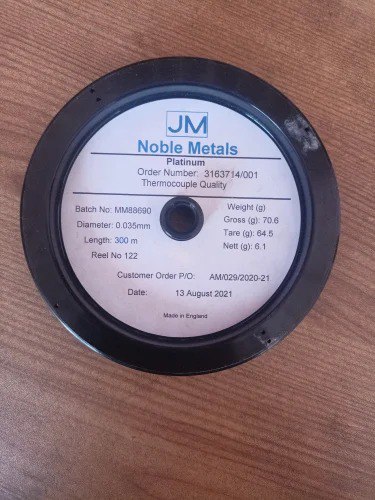 JM
Noble Metals
Platinum
Order Number: 3163714/001
Thermocouple Quality
Batch No: MM88690
Diameter: 0.035mm
Length: 300 m
Reel No 122
Weight (g)
Gross (g): 70.6
Tare (g): 64.5
Nett (g): 6.1
Customer Order P/O: AM/029/2020-21
Date: 13 August 2021
Made in England